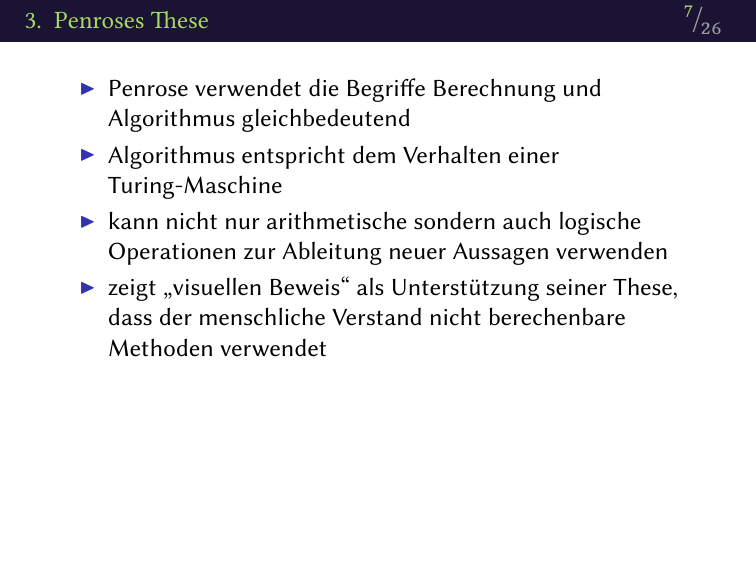 3. Penroses These
7/26
▶ Penrose verwendet die Begriffe Berechnung und
Algorithmus gleichbedeutend
▶ Algorithmus entspricht dem Verhalten einer
Turing-Maschine
▶ kann nicht nur arithmetische sondern auch logische
Operationen zur Ableitung neuer Aussagen verwenden
▶ zeigt „visuellen Beweis“ als Unterstützung seiner These,
dass der menschliche Verstand nicht berechenbare
Methoden verwendet